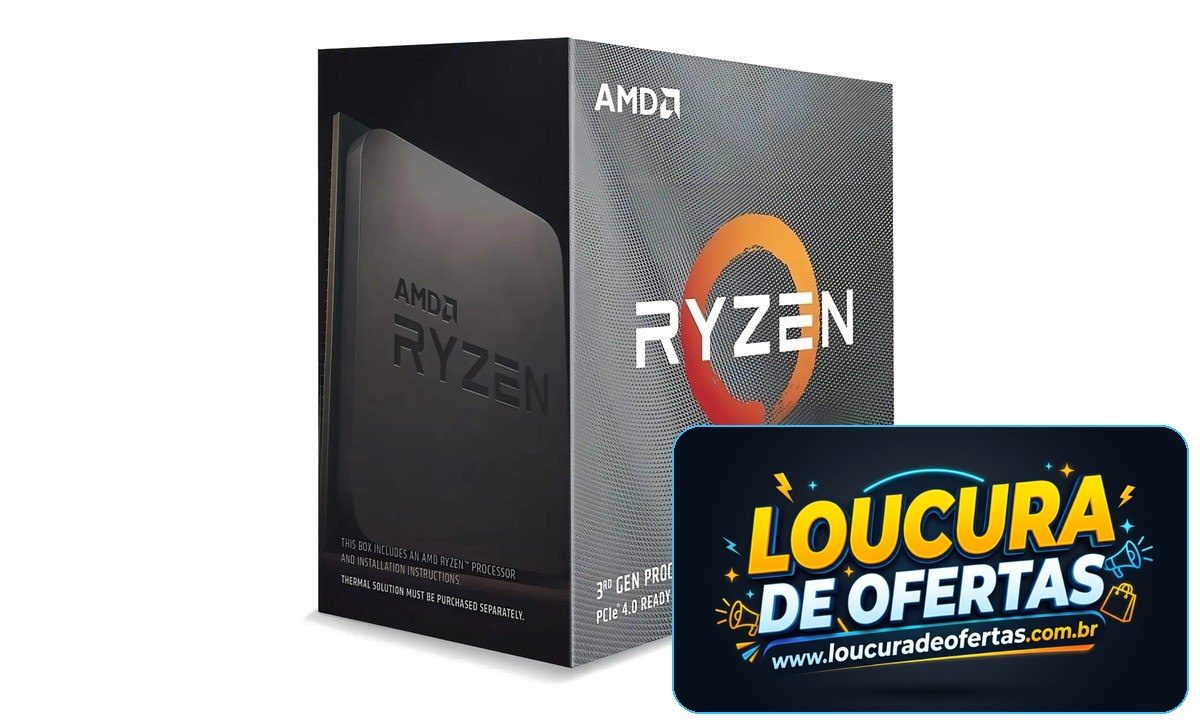 AMD
RYZEN
THIS BOX INCLUDES AN AMD RYZEN™ PROCESSOR
AND INSTALLATION INSTRUCTIONS.
THERMAL SOLUTION MUST BE PURCHASED SEPARATELY.
AMD
RYZEN
3RD GEN PROC
PCIe® 4.0 READY
LOUCURA
DE OFERTAS
www.loucuradeofertas.com.br